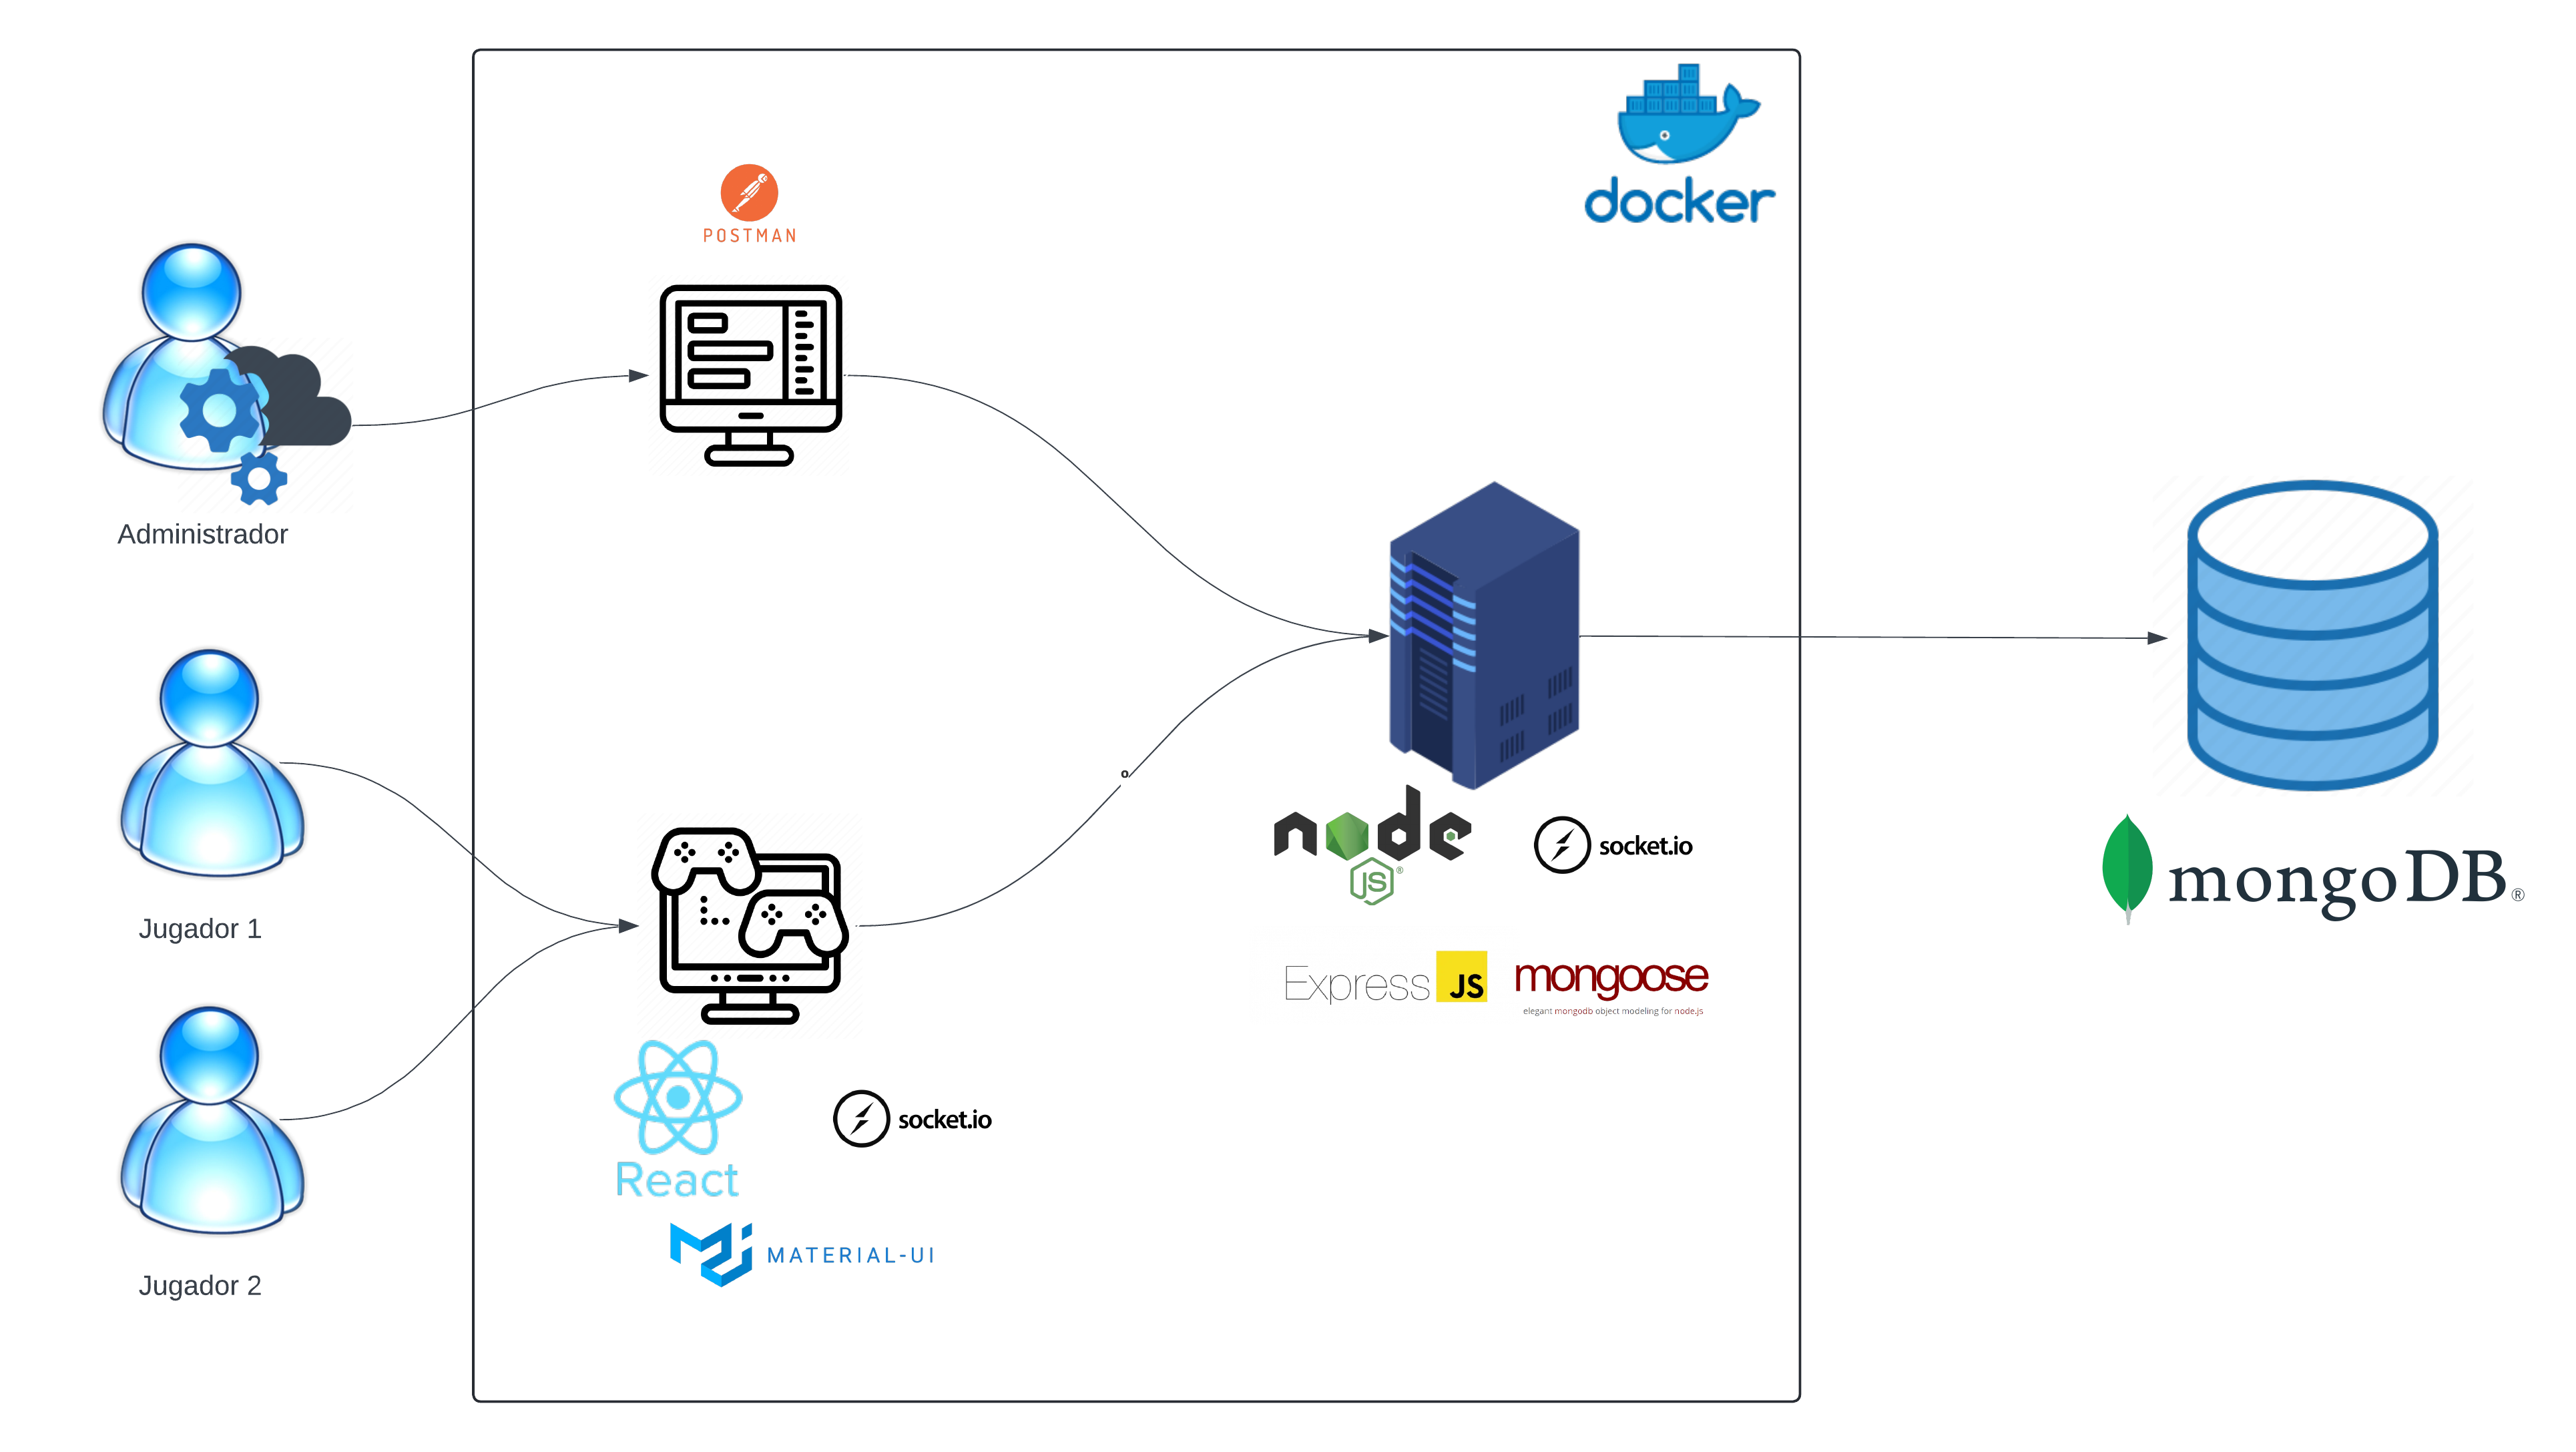 docker
POSTMAN
Administrador
Jugador 1
Jugador 2
o
node
JS®
socket.io
Express JS
mongoose
elegant mongodb object modeling for node.js
mongoDB®
React
socket.io
MATERIAL-UI